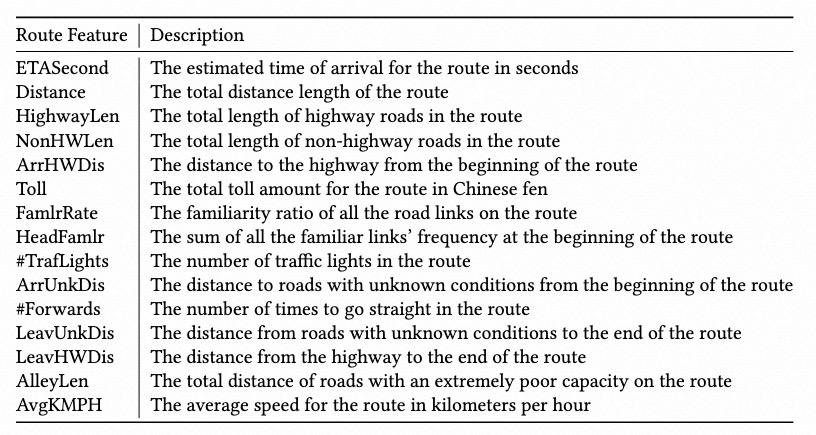 Route Feature Description
ETASecond The estimated time of arrival for the route in seconds
Distance The total distance length of the route
HighwayLen The total length of highway roads in the route
NonHWLen The total length of non-highway roads in the route
ArrHWDis The distance to the highway from the beginning of the route
Toll The total toll amount for the route in Chinese fen
FamlrRate The familiarity ratio of all the road links on the route
HeadFamlr The sum of all the familiar links’ frequency at the beginning of the route
#TrafLights The number of traffic lights in the route
ArrUnkDis The distance to roads with unknown conditions from the beginning of the route
#Forwards The number of times to go straight in the route
LeavUnkDis The distance from roads with unknown conditions to the end of the route
LeavHWDis The distance from the highway to the end of the route
AlleyLen The total distance of roads with an extremely poor capacity on the route
AvgKMPH The average speed for the route in kilometers per hour